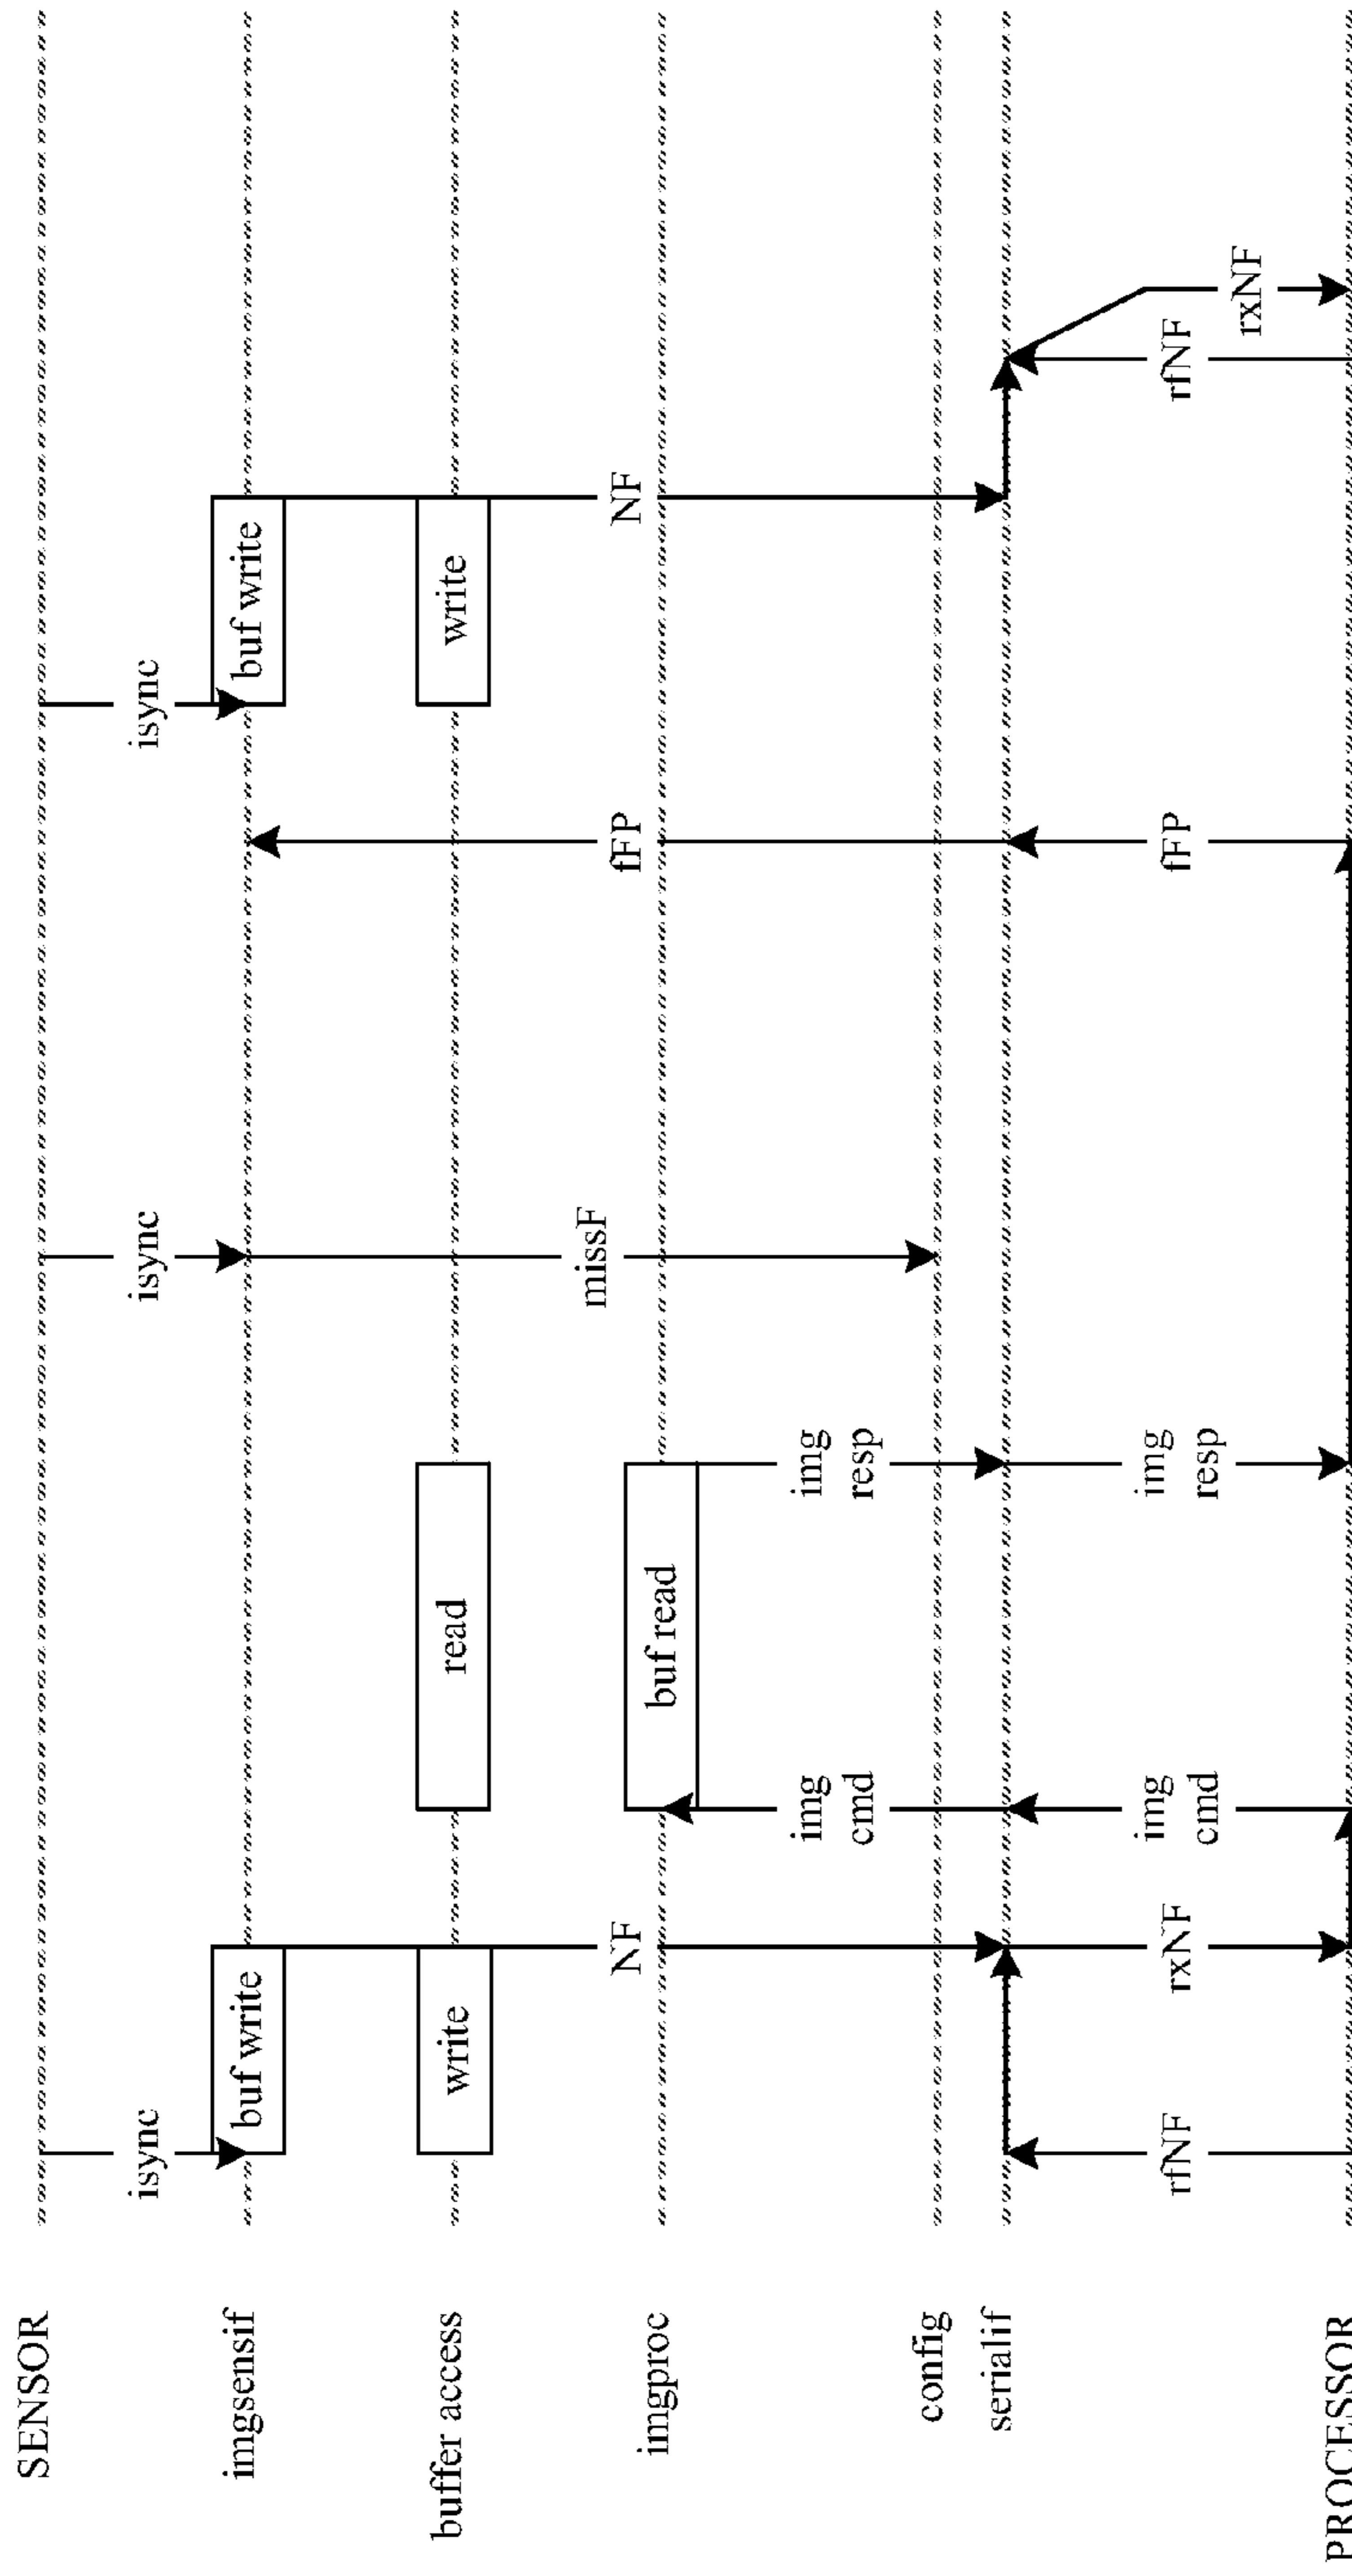 SENSOR
isync
isync
isync
imgsensif
buf write
buf write
buffer access
write
read
write
imgproc
NF
buf read
missF
fFP
NF
img
cmd
img
resp
config
serialif
rfNF
rxNF
img
cmd
img
resp
fFP
rfNF
rxNF
PROCESSOR